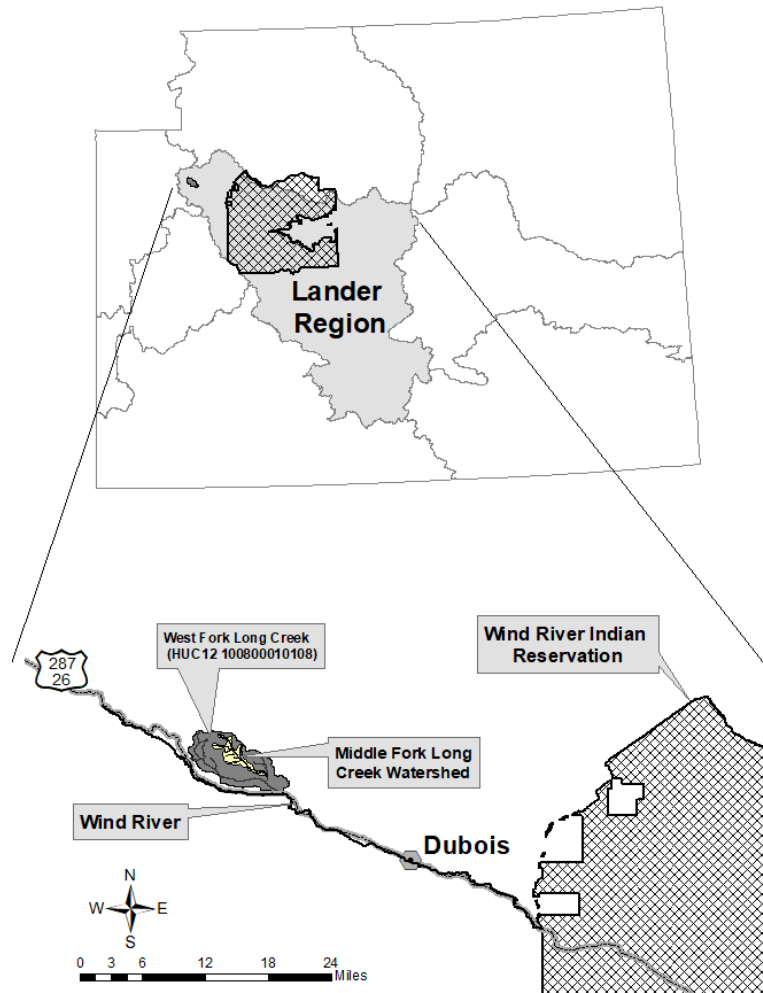 Lander
Region
West Fork Long Creek
(HUC12 100800010108)
Wind River Indian
Reservation
287
26
Middle Fork Long
Creek Watershed
Wind River
Dubois
N
W E
S
0 3 6 12 18 24
Miles